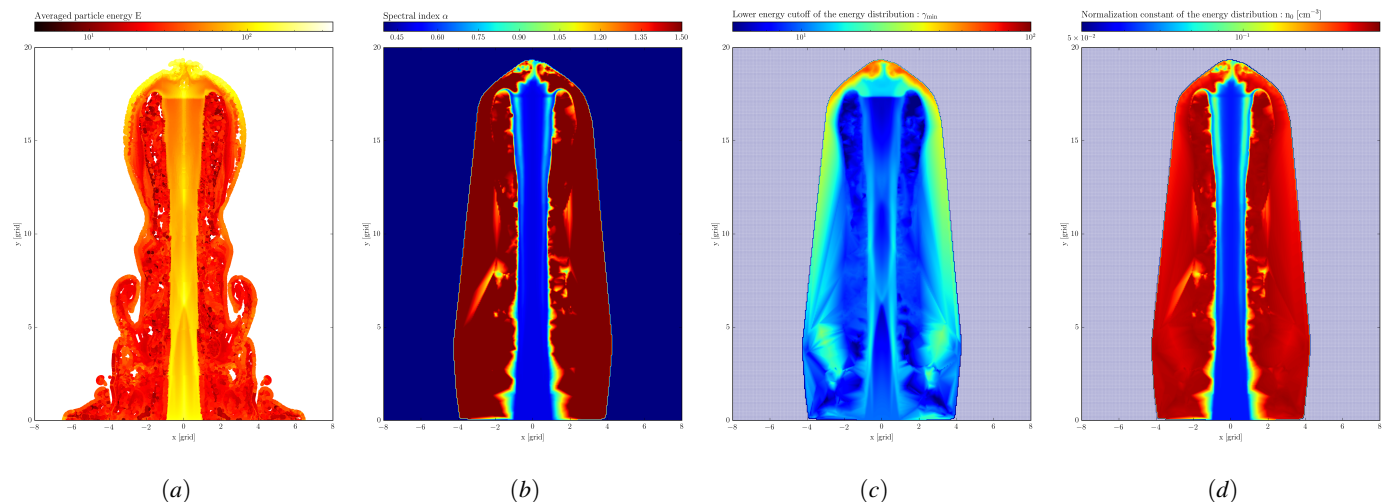 Averaged particle energy E
10¹ 10²
20
15
10
5
0
−8 −6 −4 −2 0 2 4 6 8
x [grid]
y [grid]
(a)
Spectral index α
0.45 0.60 0.75 0.90 1.05 1.20 1.35 1.50
20
15
10
5
0
−8 −6 −4 −2 0 2 4 6 8
x [grid]
y [grid]
(b)
Lower energy cutoff of the energy distribution : γmin
10¹ 10²
20
15
10
5
0
−8 −6 −4 −2 0 2 4 6 8
x [grid]
y [grid]
(c)
Normalization constant of the energy distribution : n₀ [cm⁻³]
5 × 10⁻² 10⁻¹
20
15
10
5
0
−8 −6 −4 −2 0 2 4 6 8
x [grid]
y [grid]
(d)